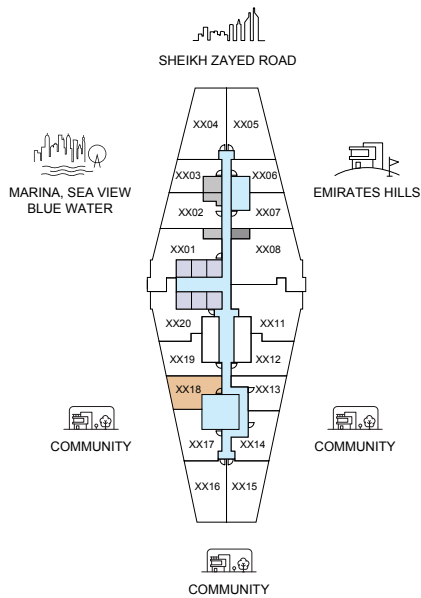 SHEIKH ZAYED ROAD
XX04 XX05
XX03 XX06
MARINA, SEA VIEW
BLUE WATER
EMIRATES HILLS
XX02 XX07
XX01 XX08
XX20 XX11
XX19 XX12
XX18 XX13
COMMUNITY
COMMUNITY
XX17 XX14
XX16 XX15
COMMUNITY